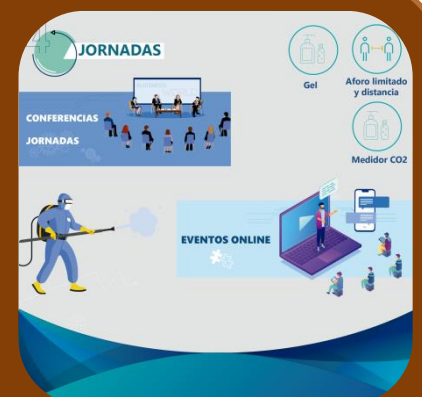 JORNADAS
Gel
Aforo limitado
y distancia
CONFERENCIAS
JORNADAS
Medidor CO2
EVENTOS ONLINE